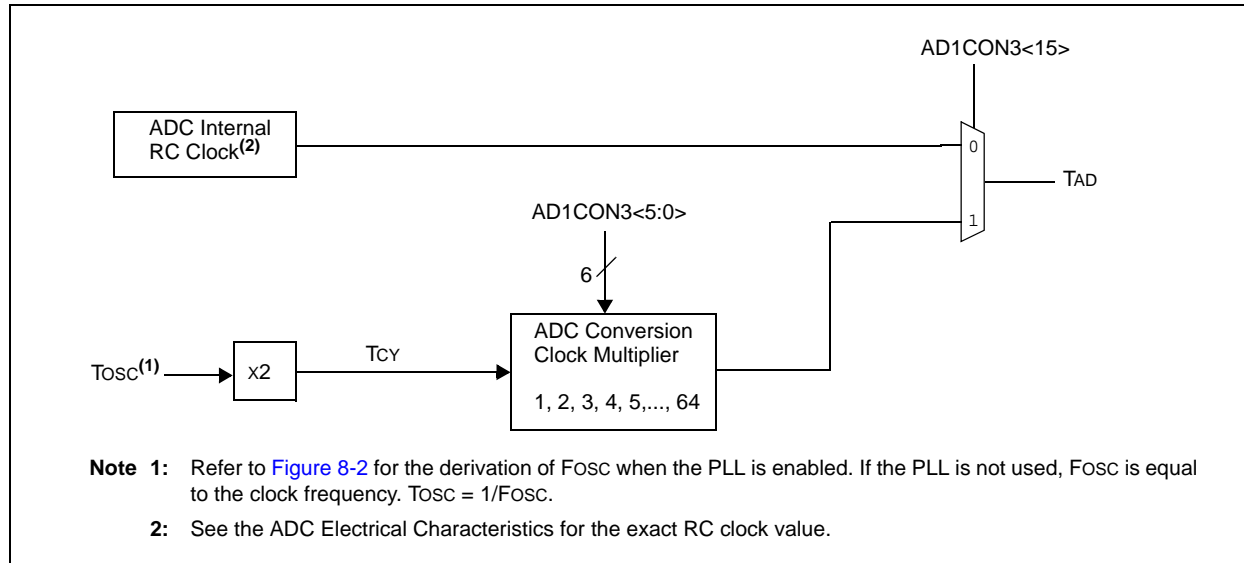 AD1CON3<15>
ADC Internal
RC Clock(2)
0
TAD
AD1CON3<5:0>
1
6
ADC Conversion
Clock Multiplier
TOSC(1)
X2
TCY
1, 2, 3, 4, 5,..., 64
Note 1: Refer to Figure 8-2 for the derivation of FOSC when the PLL is enabled. If the PLL is not used, FOSC is equal
to the clock frequency. TOSC = 1/FOSC.
2: See the ADC Electrical Characteristics for the exact RC clock value.